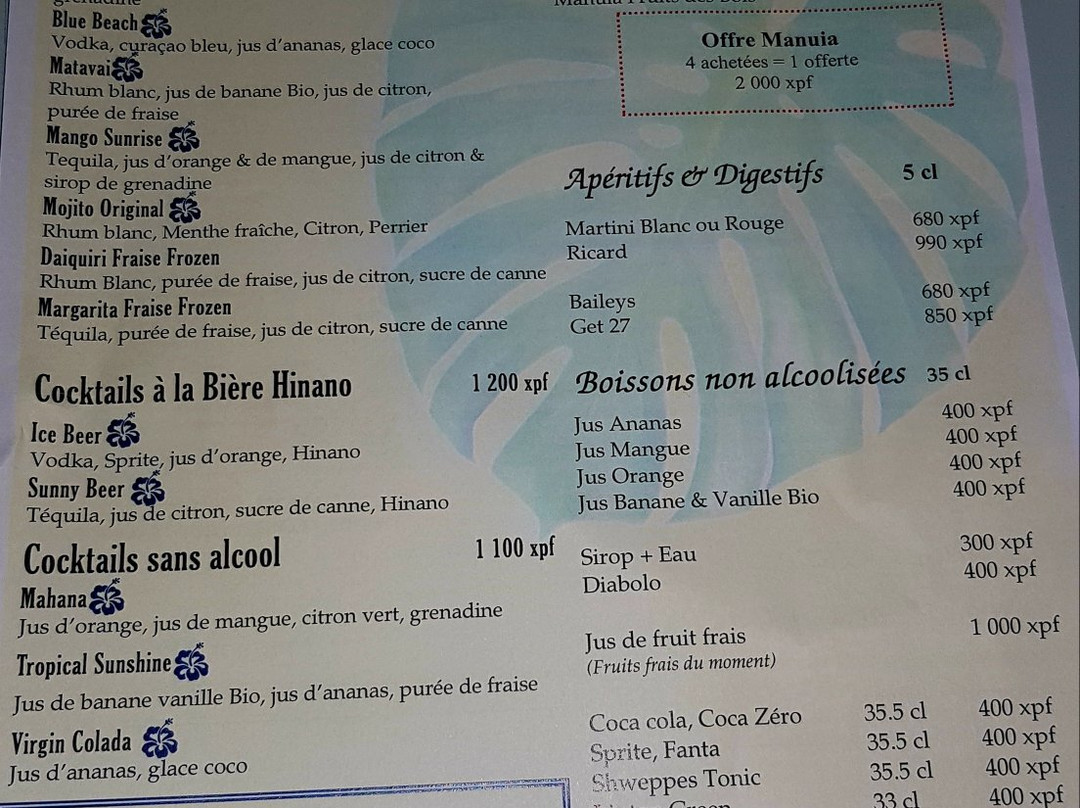 grenadine
Blue Beach
Vodka, curaçao bleu, jus d'ananas, glace coco
Matavai
Rhum blanc, jus de banane Bio, jus de citron,
purée de fraise
Mango Sunrise
Tequila, jus d'orange & de mangue, jus de citron &
sirop de grenadine
Mojito Original
Rhum blanc, Menthe fraîche, Citron, Perrier
Daiquiri Fraise Frozen
Rhum Blanc, purée de fraise, jus de citron, sucre de canne
Margarita Fraise Frozen
Téquila, purée de fraise, jus de citron, sucre de canne
Cocktails à la Bière Hinano 1 200 xpf
Ice Beer
Vodka, Sprite, jus d'orange, Hinano
Sunny Beer
Téquila, jus de citron, sucre de canne, Hinano
Cocktails sans alcool 1 100 xpf
Mahana
Jus d'orange, jus de mangue, citron vert, grenadine
Tropical Sunshine
Jus de banane vanille Bio, jus d'ananas, purée de fraise
Virgin Colada
Jus d'ananas, glace coco
Manuia Fruits des Bois
Offre Manuia
4 achetées = 1 offerte
2 000 xpf
Apéritifs & Digestifs 5 cl
Martini Blanc ou Rouge 680 xpf
Ricard 990 xpf
Baileys 680 xpf
Get 27 850 xpf
Boissons non alcoolisées 35 cl
Jus Ananas 400 xpf
Jus Mangue 400 xpf
Jus Orange 400 xpf
Jus Banane & Vanille Bio 400 xpf
Sirop + Eau 300 xpf
Diabolo 400 xpf
Jus de fruit frais 1 000 xpf
(Fruits frais du moment)
Coca cola, Coca Zéro 35.5 cl 400 xpf
Sprite, Fanta 35.5 cl 400 xpf
Shweppes Tonic 35.5 cl 400 xpf
Green 33 cl 400 xpf